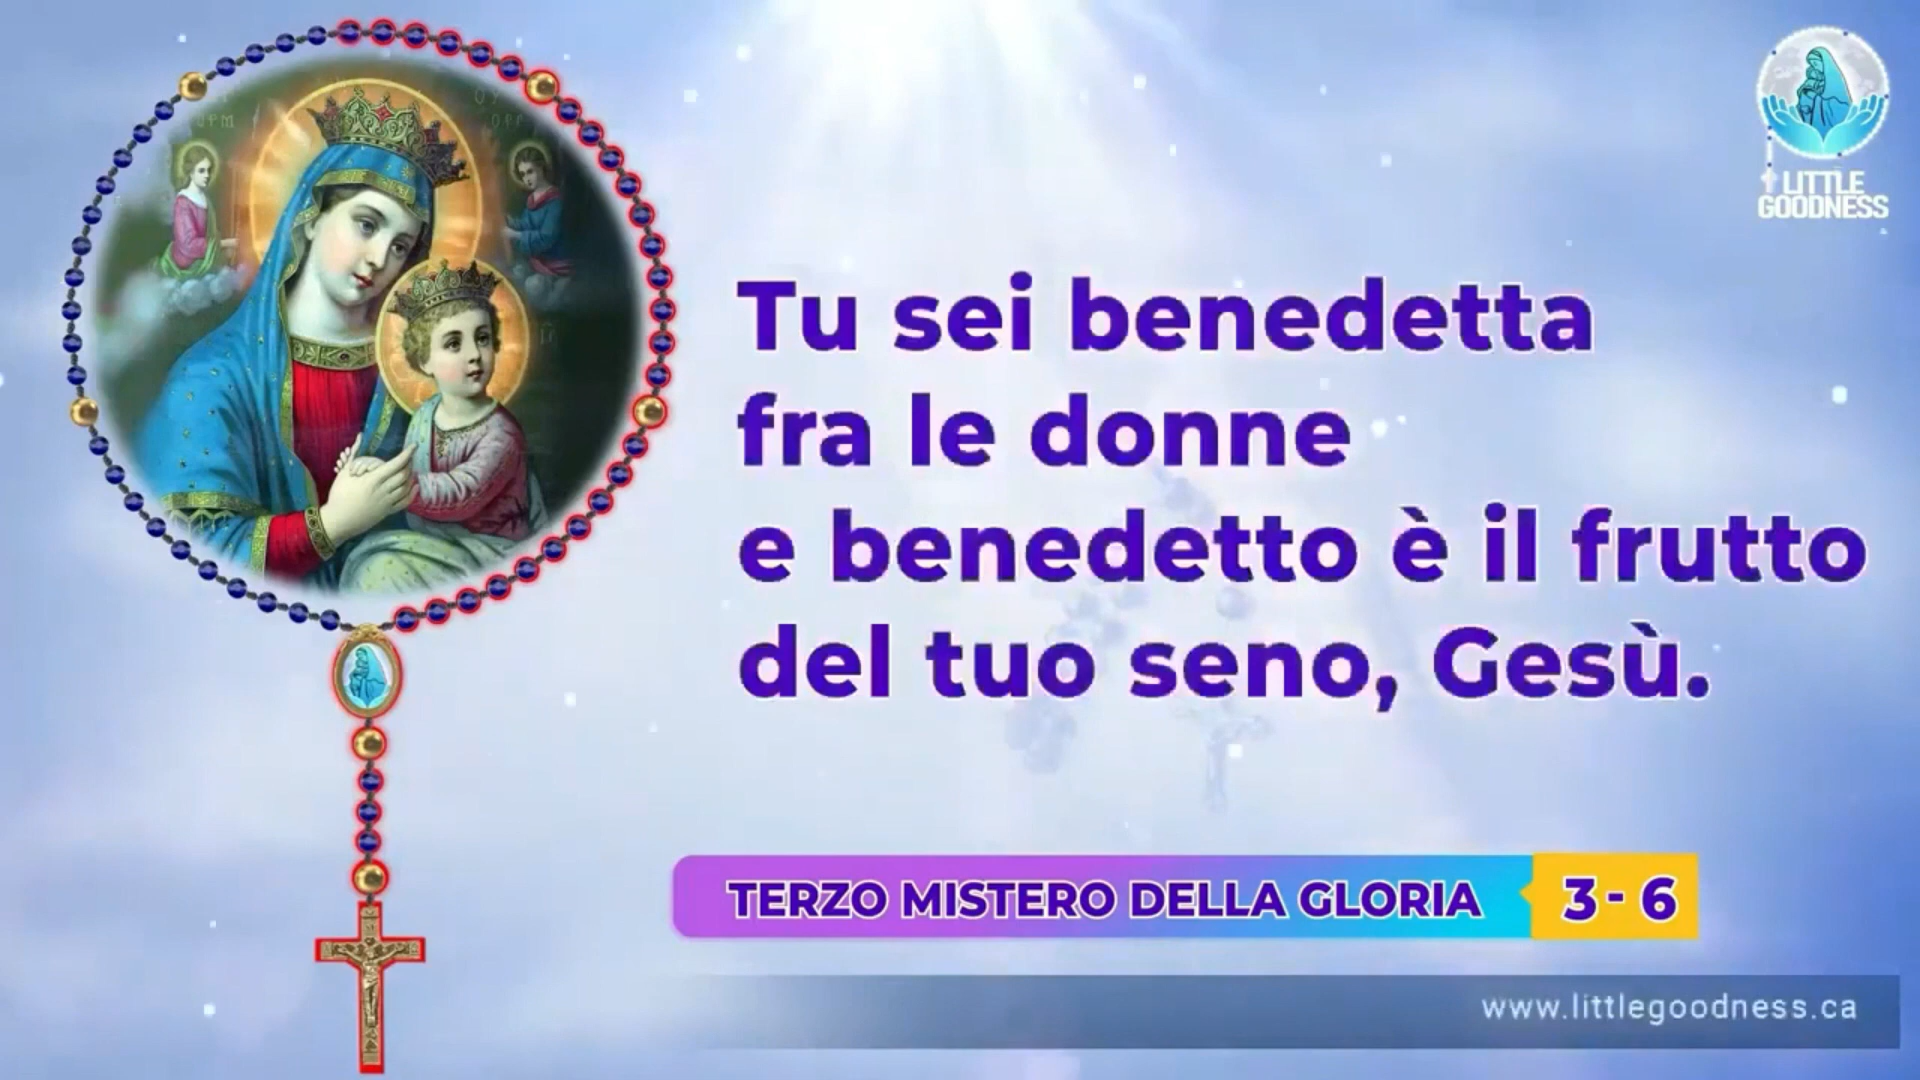 LITTLE
GOODNESS
Tu sei benedetta
fra le donne
e benedetto è il frutto
del tuo seno, Gesù.
TERZO MISTERO DELLA GLORIA 3 - 6
www.littlegoodness.ca